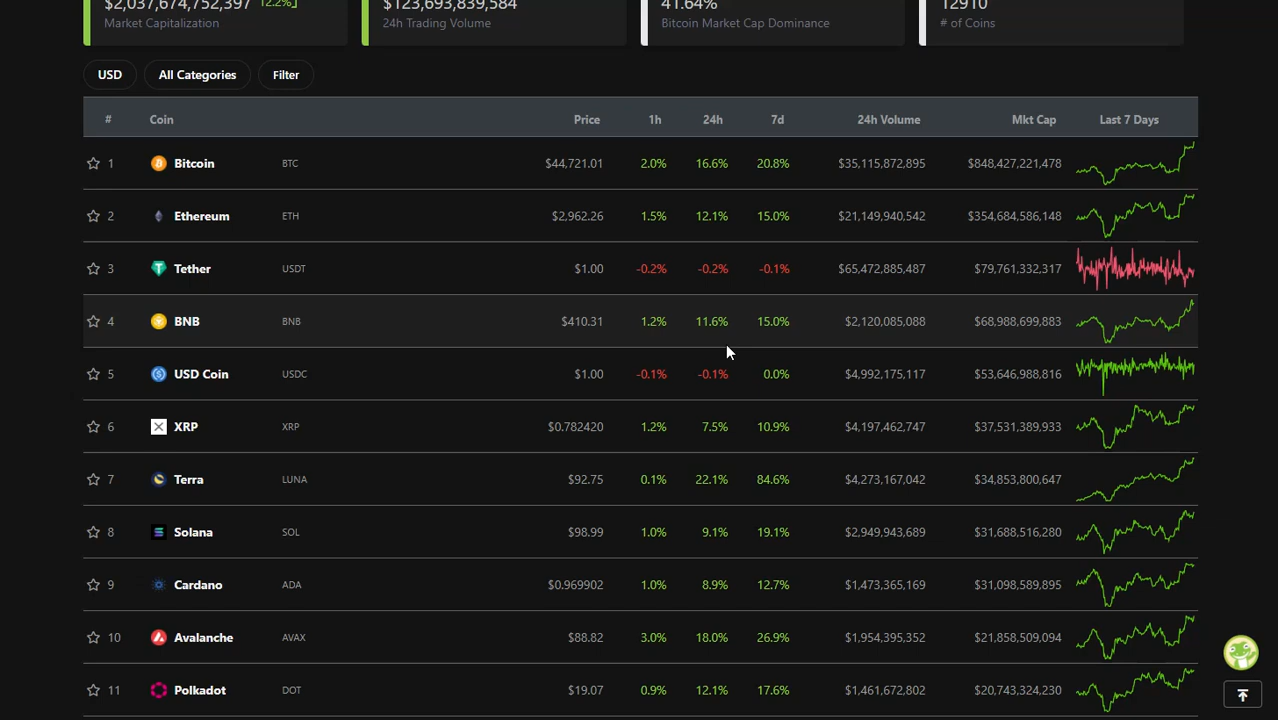 $2,037,674,752,397 12.2%
$123,693,839,584
41.64%
12910
Market Capitalization
24h Trading Volume
Bitcoin Market Cap Dominance
# of Coins
USD All Categories Filter
# Coin Price 1h 24h 7d 24h Volume Mkt Cap Last 7 Days
1 Bitcoin BTC $44,721.01 2.0% 16.6% 20.8% $35,115,872,895 $848,427,221,478
2 Ethereum ETH $2,962.26 1.5% 12.1% 15.0% $21,149,940,542 $354,684,586,148
3 Tether USDT $1.00 -0.2% -0.2% -0.1% $65,472,885,487 $79,761,332,317
4 BNB BNB $410.31 1.2% 11.6% 15.0% $2,120,085,088 $68,988,699,883
5 USD Coin USDC $1.00 -0.1% -0.1% 0.0% $4,992,175,117 $53,646,988,816
6 XRP XRP $0.782420 1.2% 7.5% 10.9% $4,197,462,747 $37,531,389,933
7 Terra LUNA $92.75 0.1% 22.1% 84.6% $4,273,167,042 $34,853,800,647
8 Solana SOL $98.99 1.0% 9.1% 19.1% $2,949,943,689 $31,688,516,280
9 Cardano ADA $0.969902 1.0% 8.9% 12.7% $1,473,365,169 $31,098,589,895
10 Avalanche AVAX $88.82 3.0% 18.0% 26.9% $1,954,395,352 $21,858,509,094
11 Polkadot DOT $19.07 0.9% 12.1% 17.6% $1,461,672,802 $20,743,324,230